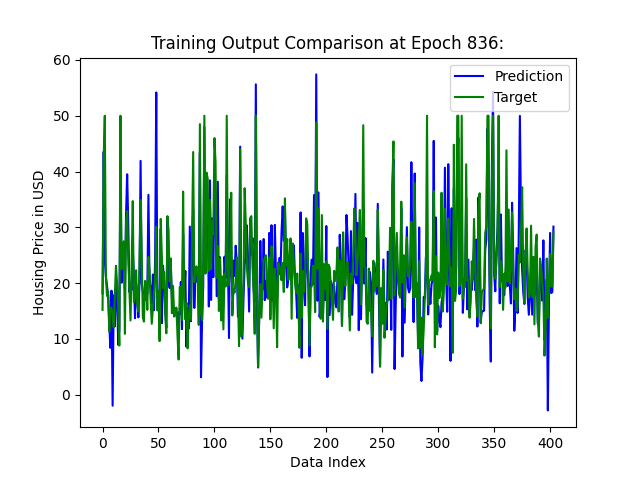 Training Output Comparison at Epoch 836:
Prediction
Target
60
50
40
30
20
10
0
Housing Price in USD
0 50 100 150 200 250 300 350 400
Data Index